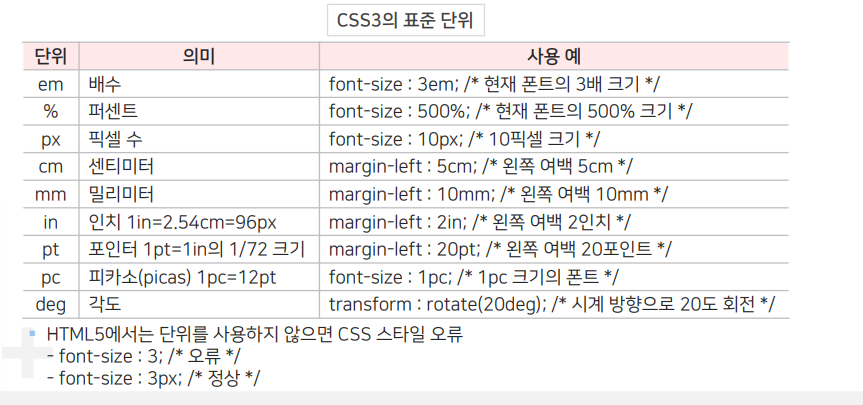 CSS3의 표준 단위
단위 의미 사용 예
em 배수 font-size : 3em; /* 현재 폰트의 3배 크기 */
% 퍼센트 font-size : 500%; /* 현재 폰트의 500% 크기 */
px 픽셀 수 font-size : 10px; /* 10픽셀 크기 */
cm 센티미터 margin-left : 5cm; /* 왼쪽 여백 5cm */
mm 밀리미터 margin-left : 10mm; /* 왼쪽 여백 10mm */
in 인치 1in=2.54cm=96px margin-left : 2in; /* 왼쪽 여백 2인치 */
pt 포인터 1pt=1in의 1/72 크기 margin-left : 20pt; /* 왼쪽 여백 20포인트 */
pc 피카소(picas) 1pc=12pt font-size : 1pc; /* 1pc 크기의 폰트 */
deg 각도 transform : rotate(20deg); /* 시계 방향으로 20도 회전 */
▪ HTML5에서는 단위를 사용하지 않으면 CSS 스타일 오류
- font-size : 3; /* 오류 */
- font-size : 3px; /* 정상 */